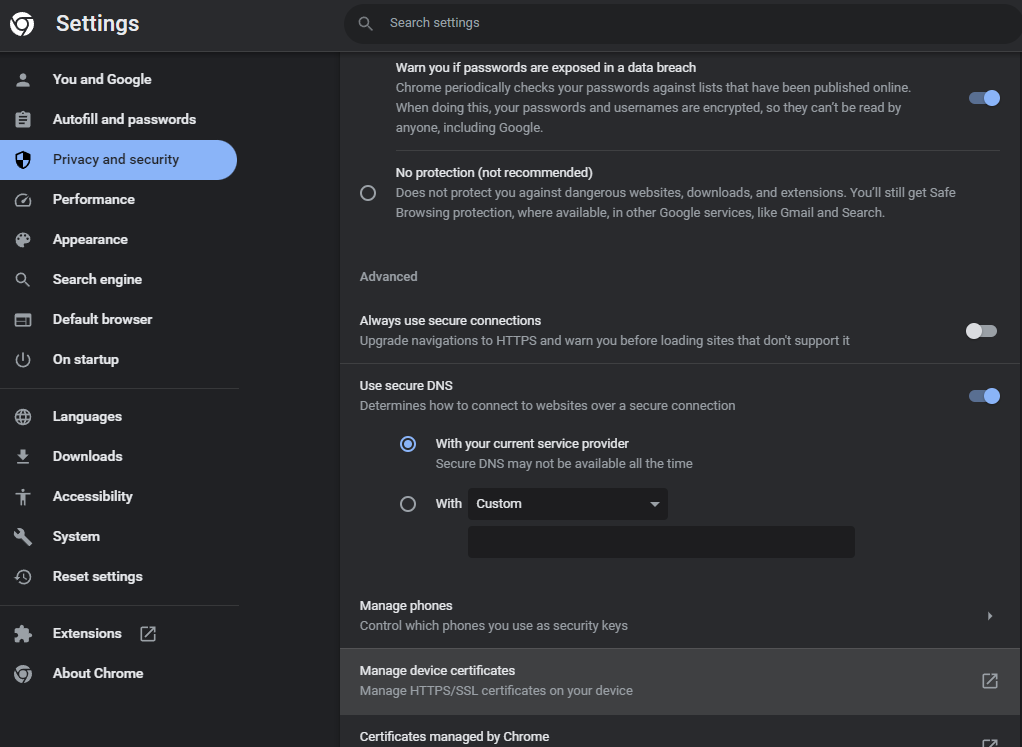 Settings
Search settings
You and Google
Autofill and passwords
Privacy and security
Performance
Appearance
Search engine
Default browser
On startup
Languages
Downloads
Accessibility
System
Reset settings
Extensions
About Chrome
Warn you if passwords are exposed in a data breach
Chrome periodically checks your passwords against lists that have been published online.
When doing this, your passwords and usernames are encrypted, so they can't be read by
anyone, including Google.
No protection (not recommended)
Does not protect you against dangerous websites, downloads, and extensions. You'll still get Safe
Browsing protection, where available, in other Google services, like Gmail and Search.
Advanced
Always use secure connections
Upgrade navigations to HTTPS and warn you before loading sites that don't support it
Use secure DNS
Determines how to connect to websites over a secure connection
With your current service provider
Secure DNS may not be available all the time
With Custom
Manage phones
Control which phones you use as security keys
Manage device certificates
Manage HTTPS/SSL certificates on your device
Certificates managed by Chrome